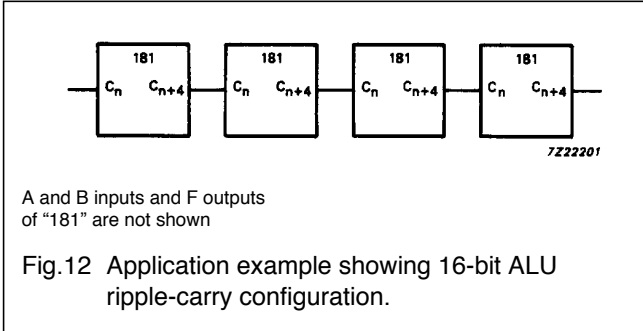 181 181 181 181
Cn Cn+4 Cn Cn+4 Cn Cn+4 Cn Cn+4
7Z22201
A and B inputs and F outputs
of “181” are not shown
Fig.12 Application example showing 16-bit ALU
ripple-carry configuration.